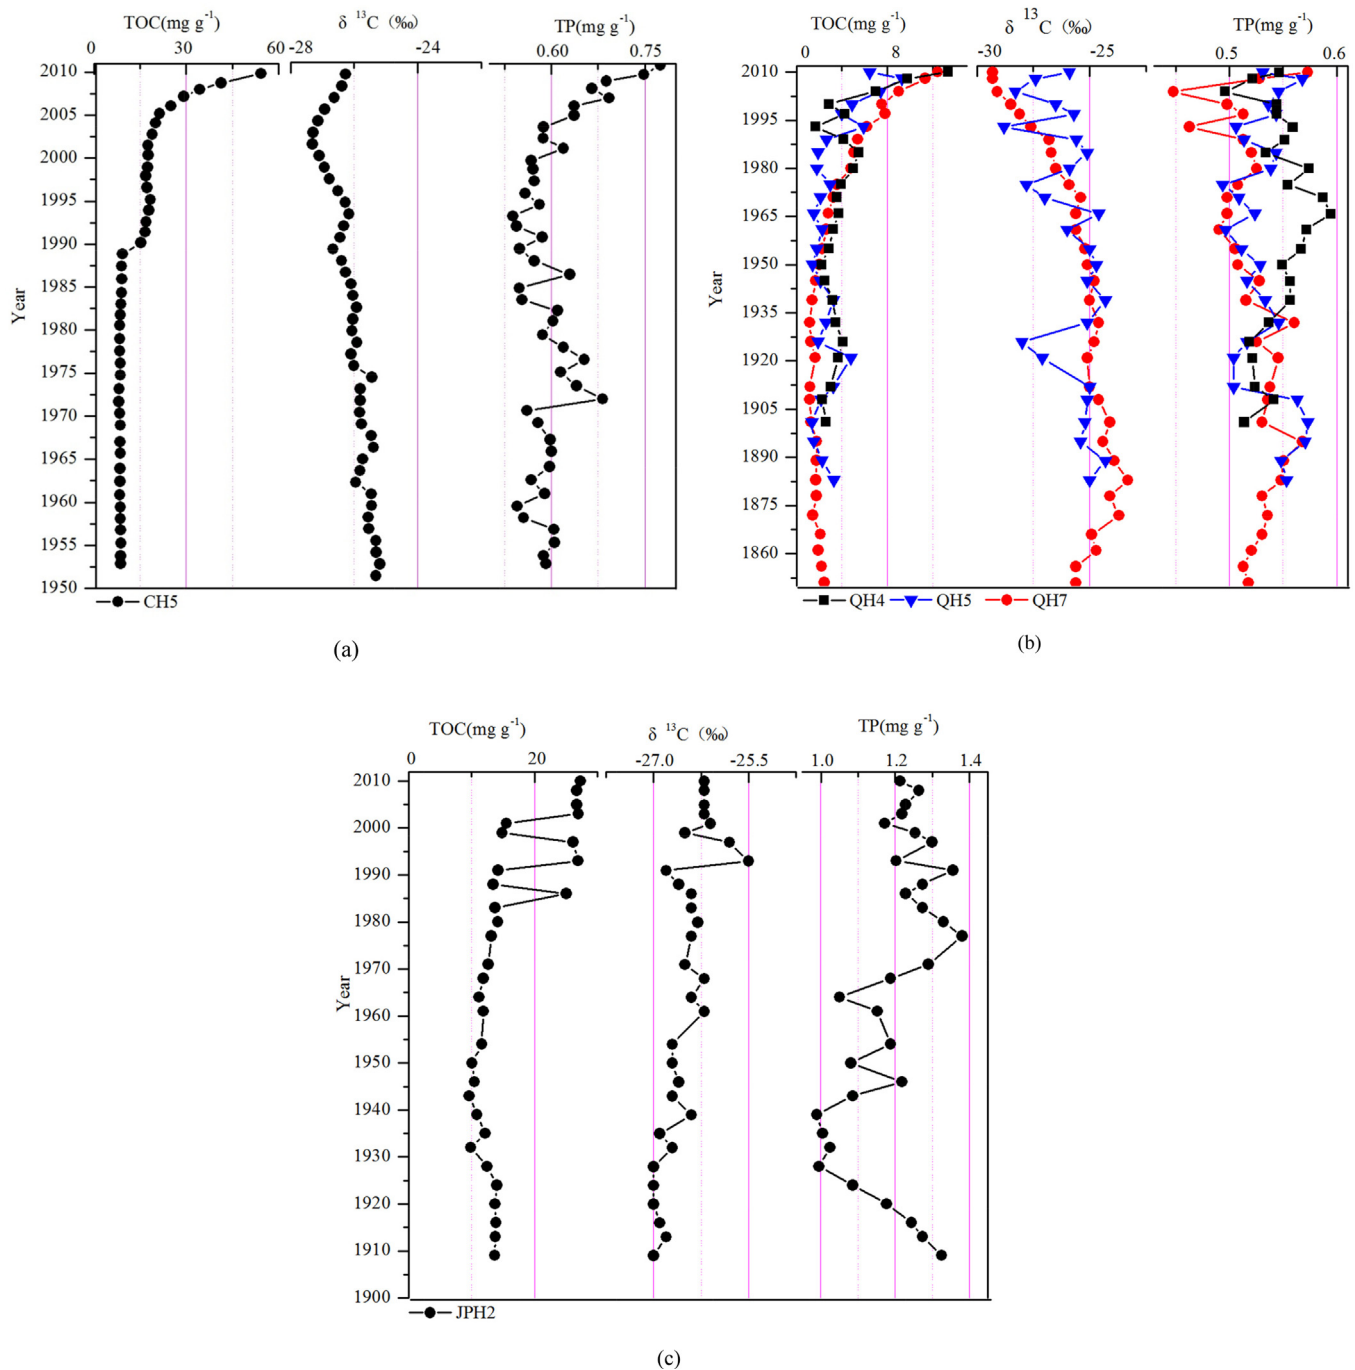 TOC(mg g-1) δ 13C (‰) TP(mg g-1)
0 30 60 -28 -24 0.60 0.75
2010
2005
2000
1995
1990
1985
1980
1975
1970
1965
1960
1955
1950
Year
CH5
(a)
TOC(mg g-1) δ 13C (‰) TP(mg g-1)
0 8 -30 -25 0.5 0.6
2010
1995
1980
1965
1950
1935
1920
1905
1890
1875
1860
Year
QH4 QH5 QH7
(b)
TOC(mg g-1) δ 13C (‰) TP(mg g-1)
0 20 -27.0 -25.5 1.0 1.2 1.4
2010
2000
1990
1980
1970
1960
1950
1940
1930
1920
1910
1900
Year
JPH2
(c)